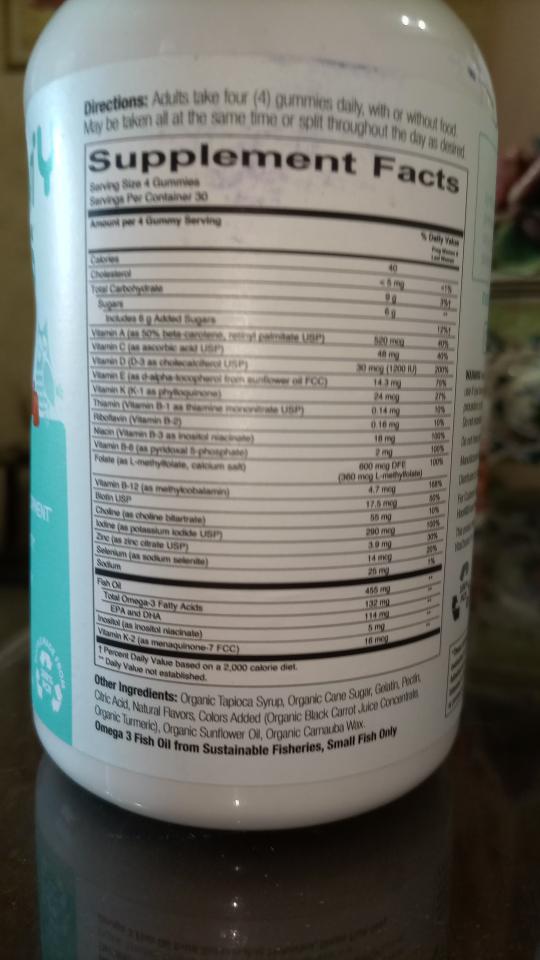 Directions: Adults take four (4) gummies daily, with or without food.
May be taken all at the same time or split throughout the day as desired.
Supplement Facts
Serving Size 4 Gummies
Servings Per Container 30
Amount per 4 Gummy Serving
% Daily Value
Calories 40
Cholesterol < 5 mg <1%
Total Carbohydrate 9 g 3%†
Sugars 6 g **
Includes 6 g Added Sugars 12%†
Vitamin A (as 50% beta-carotene, retinyl palmitate USP) 520 mcg 40%
Vitamin C (as ascorbic acid USP) 48 mg 40%
Vitamin D (D-3 as cholecalciferol USP) 30 mcg (1200 IU) 200%
Vitamin E (as d-alpha-tocopherol from sunflower oil FCC) 14.3 mg 75%
Vitamin K (K-1 as phylloquinone) 24 mcg 27%
Thiamin (Vitamin B-1 as thiamine mononitrate USP) 0.14 mg 10%
Riboflavin (Vitamin B-2) 0.16 mg 10%
Niacin (Vitamin B-3 as inositol niacinate) 18 mg 100%
Vitamin B-6 (as pyridoxal 5-phosphate) 2 mg 100%
Folate (as L-methylfolate, calcium salt) 600 mcg DFE 100%
(360 mcg L-methylfolate)
Vitamin B-12 (as methylcobalamin) 4.7 mcg 168%
Biotin USP 17.5 mcg 50%
Choline (as choline bitartrate) 55 mg 10%
Iodine (as potassium iodide USP) 290 mcg 100%
Zinc (as zinc citrate USP) 3.9 mg 30%
Selenium (as sodium selenite) 14 mcg 20%
Sodium 25 mg 1%
Fish Oil 455 mg **
Total Omega-3 Fatty Acids 132 mg **
EPA and DHA 114 mg **
Inositol (as inositol niacinate) 5 mg **
Vitamin K-2 (as menaquinone-7 FCC) 16 mcg
† Percent Daily Value based on a 2,000 calorie diet.
** Daily Value not established.
Other Ingredients: Organic Tapioca Syrup, Organic Cane Sugar, Gelatin, Pectin,
Citric Acid, Natural Flavors, Colors Added (Organic Black Carrot Juice Concentrate,
Organic Turmeric), Organic Sunflower Oil, Organic Carnauba Wax.
Omega 3 Fish Oil from Sustainable Fisheries, Small Fish Only